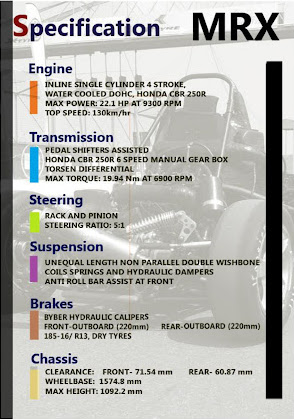 Specification MRX
Engine
INLINE SINGLE CYLINDER 4 STROKE,
WATER COOLED DOHC, HONDA CBR 250R
MAX POWER: 22.1 HP AT 9300 RPM
TOP SPEED: 130km/hr
Transmission
PEDAL SHIFTERS ASSISTED
HONDA CBR 250R 6 SPEED MANUAL GEAR BOX
TORSEN DIFFERENTIAL
MAX TORQUE: 19.94 Nm AT 6900 RPM
Steering
RACK AND PINION
STEERING RATIO: 5:1
Suspension
UNEQUAL LENGTH NON PARALLEL DOUBLE WISHBONE
COILS SPRINGS AND HYDRAULIC DAMPERS
ANTI ROLL BAR ASSIST AT FRONT
Brakes
BYBER HYDRAULIC CALIPERS
FRONT-OUTBOARD (220mm) REAR-OUTBOARD (220mm)
185-16/ R13, DRY TYRES
Chassis
CLEARANCE: FRONT- 71.54 mm REAR- 60.87 mm
WHEELBASE: 1574.8 mm
MAX HEIGHT: 1092.2 mm